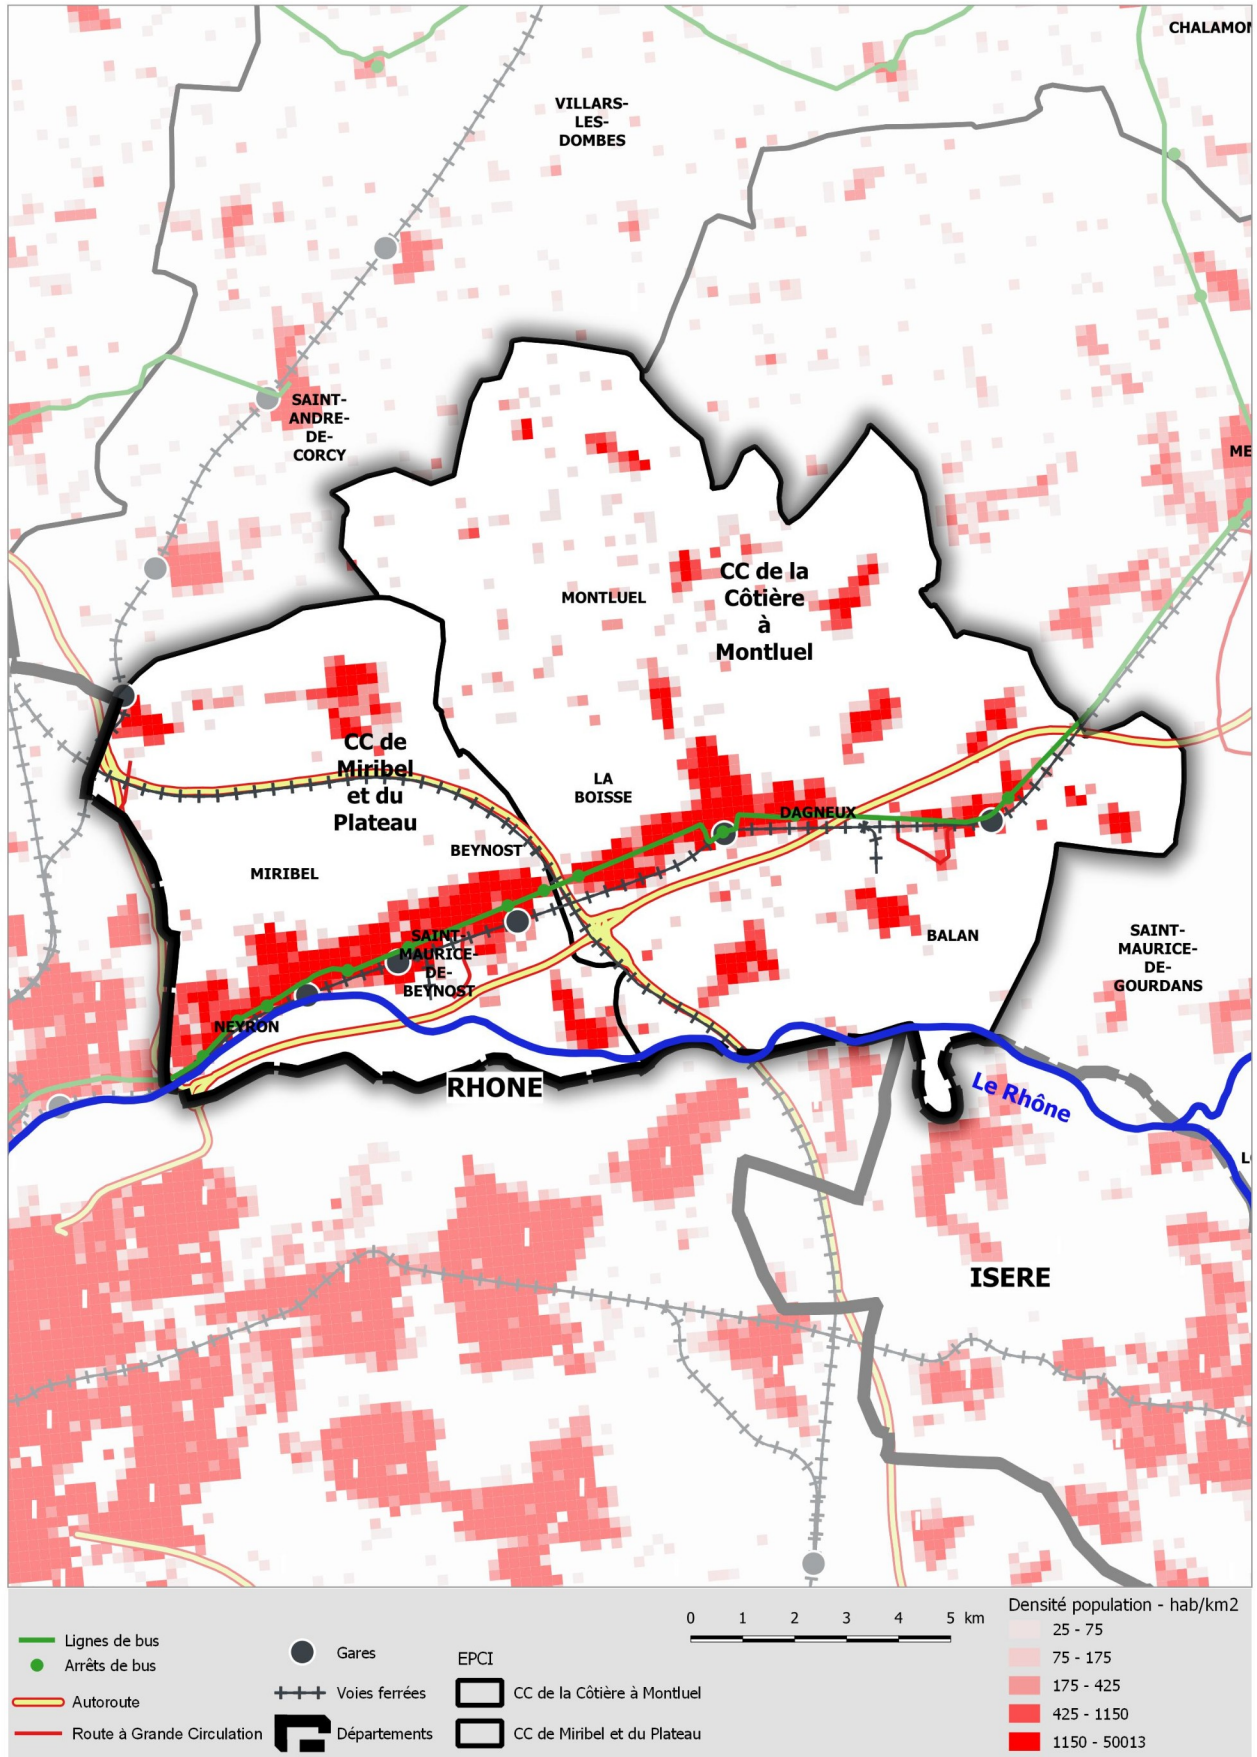 CHALAMON
VILLARS-
LES-
DOMBES
SAINT-
ANDRE-
DE-
CORCY
ME
MONTLUEL
CC de la
Côtière
à
Montluel
CC de
Miribel
et du
Plateau
LA
BOISSE
DAGNEUX
BEYNOST
MIRIBEL
SAINT-
MAURICE-
DE-
BEYNOST
BALAN
SAINT-
MAURICE-
DE-
GOURDANS
NEYRON
RHONE
Le Rhône
LO
ISERE
Lignes de bus
Arrêts de bus
Autoroute
Route à Grande Circulation
Gares
Voies ferrées
Départements
EPCI
CC de la Côtière à Montluel
CC de Miribel et du Plateau
0 1 2 3 4 5 km
Densité population - hab/km2
25 - 75
75 - 175
175 - 425
425 - 1150
1150 - 50013